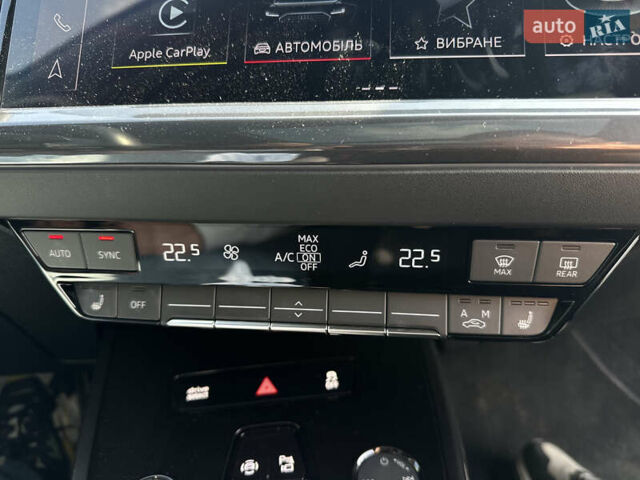 Apple CarPlay
АВТОМОБІЛЬ
ВИБРАНЕ
НАСТРО
auto
RIA
AUTO
SYNC
22.5
A/C
MAX
ECO
ON
OFF
22.5
MAX
REAR
OFF
A M